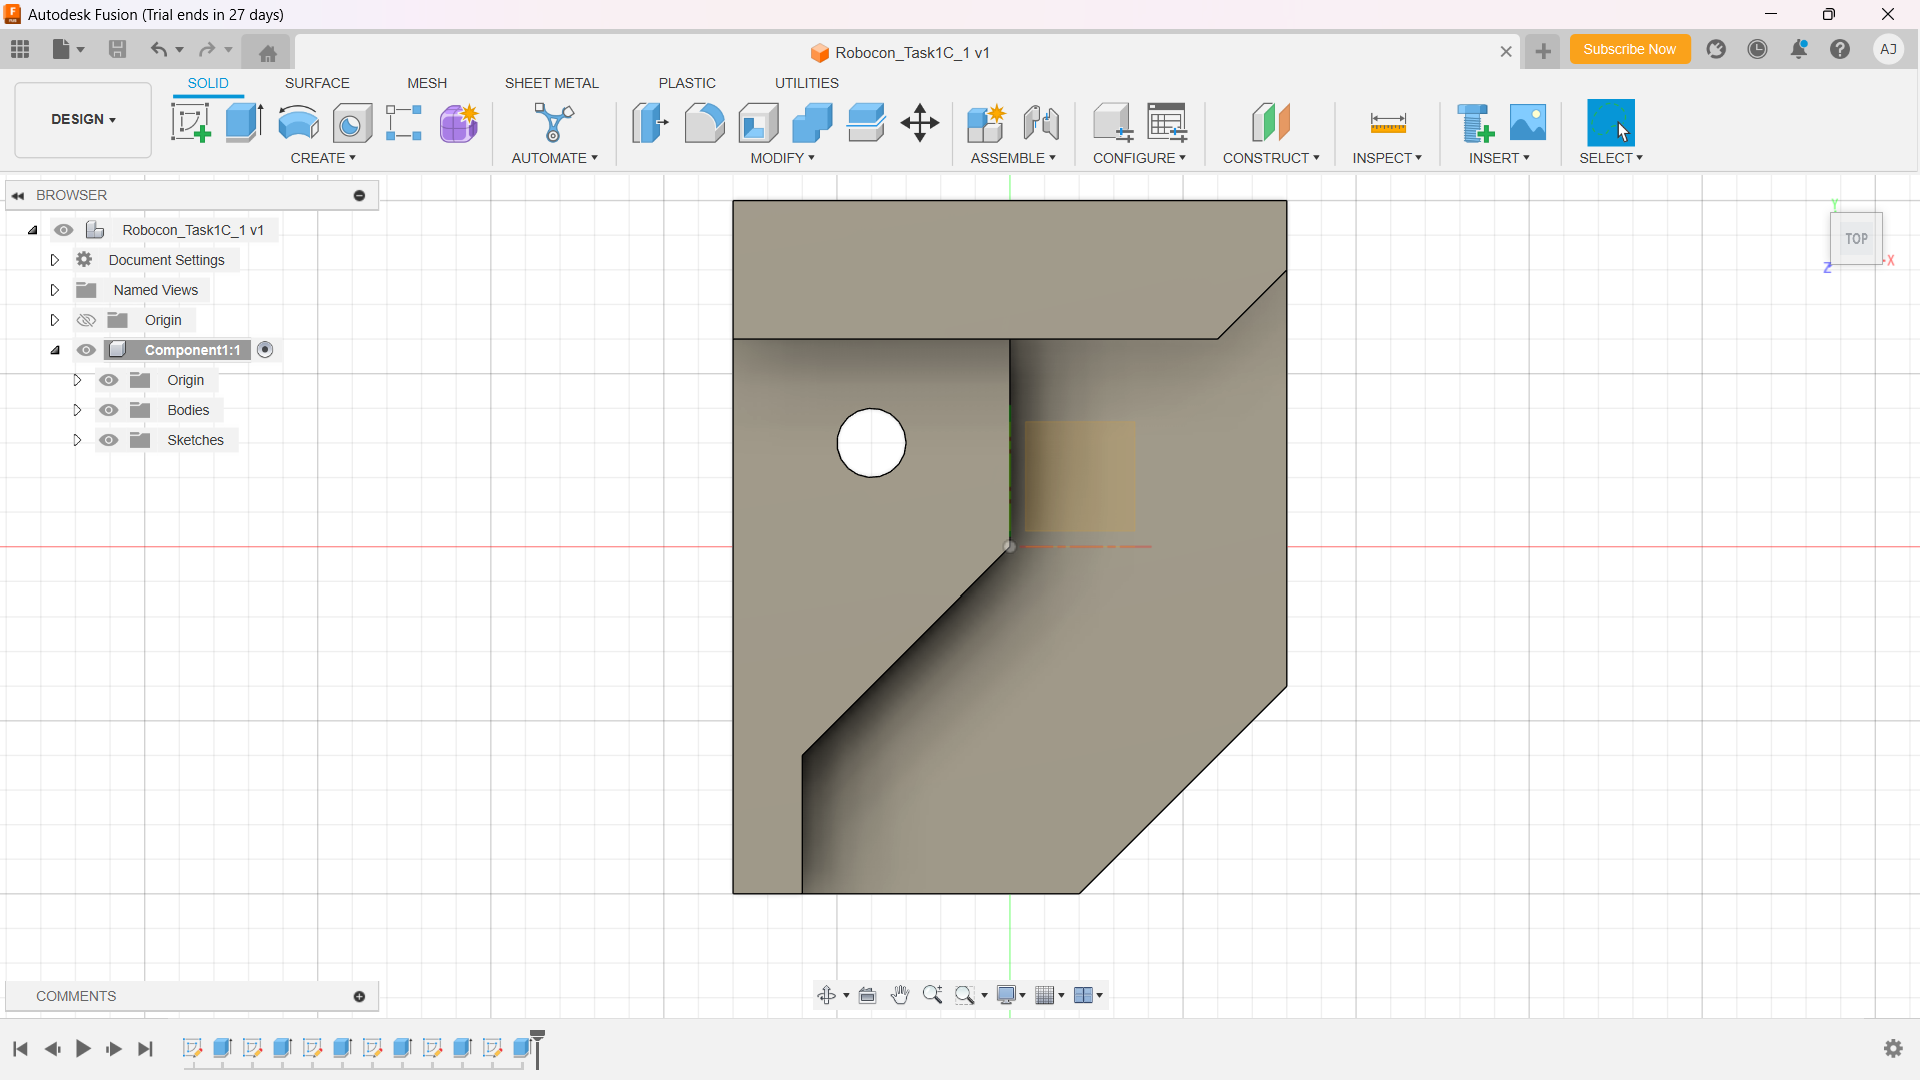 Autodesk Fusion (Trial ends in 27 days)
Robocon_Task1C_1 v1
Subscribe Now
AJ
SOLID
SURFACE
MESH
SHEET METAL
PLASTIC
UTILITIES
DESIGN
CREATE
AUTOMATE
MODIFY
ASSEMBLE
CONFIGURE
CONSTRUCT
INSPECT
INSERT
SELECT
BROWSER
Robocon_Task1C_1 v1
Document Settings
Named Views
Origin
Component1:1
Origin
Bodies
Sketches
Y
TOP
X
Z
COMMENTS